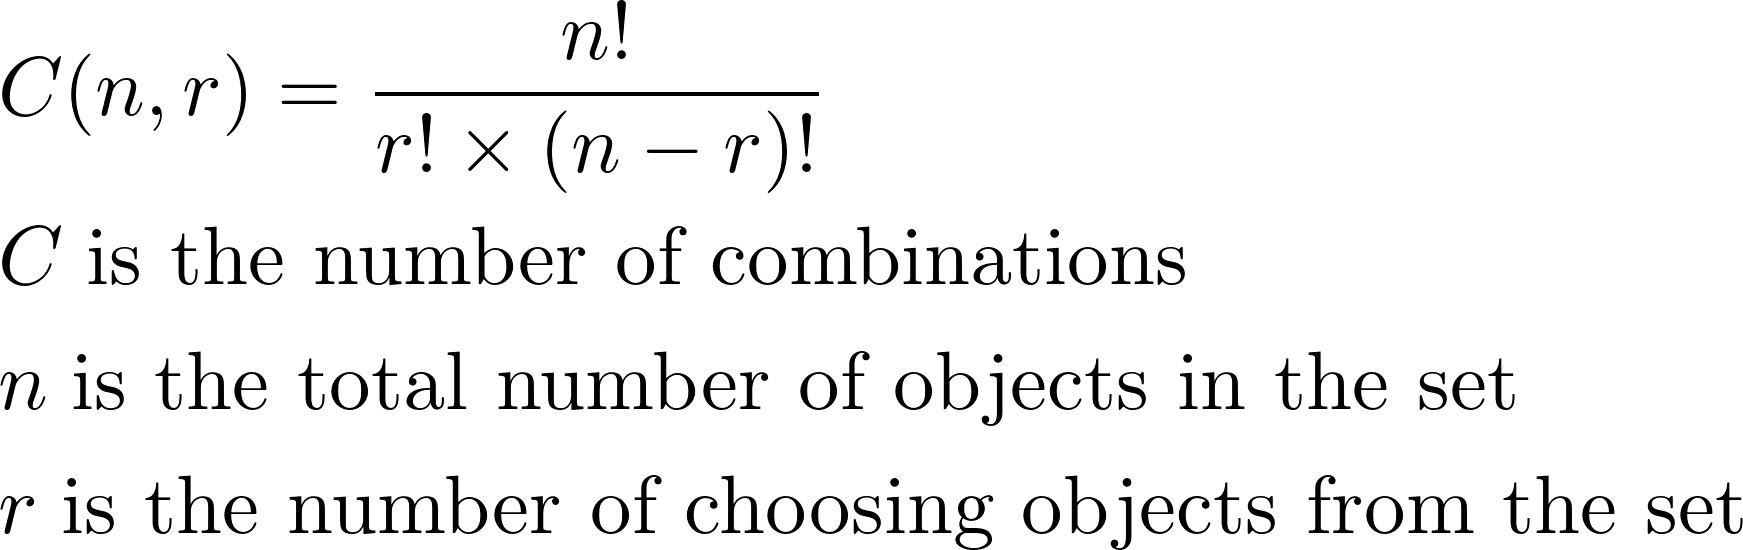 C(n, r) = n! / r! × (n − r)!
C is the number of combinations
n is the total number of objects in the set
r is the number of choosing objects from the set